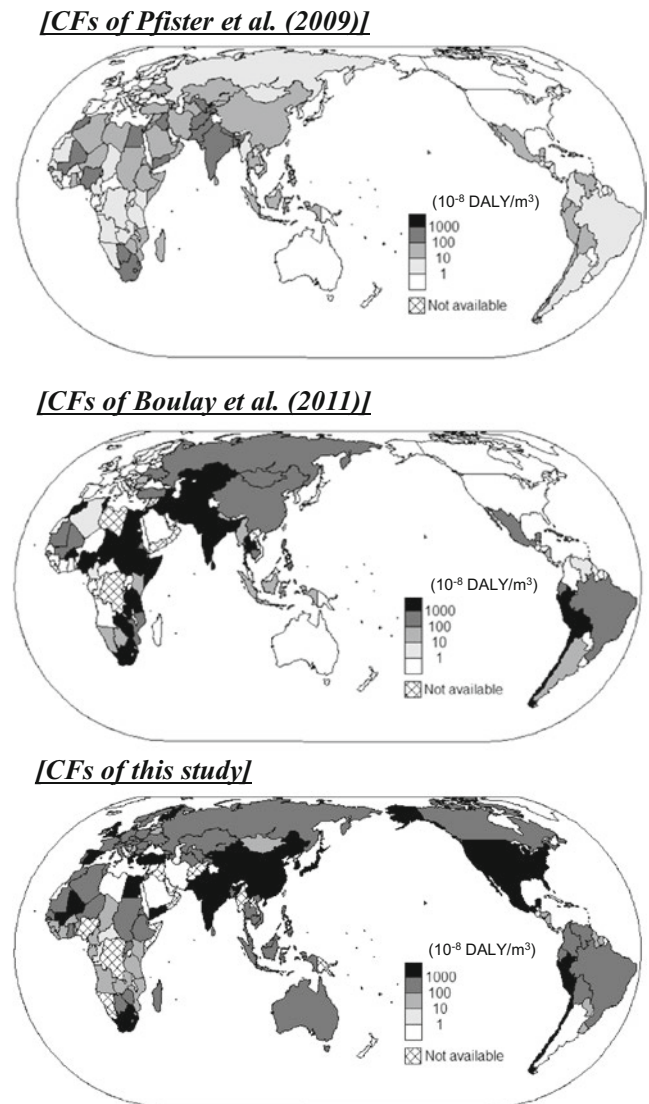 [CFs of Pfister et al. (2009)]
(10-8 DALY/m3)
1000
100
10
1
Not available
[CFs of Boulay et al. (2011)]
(10-8 DALY/m3)
1000
100
10
1
Not available
[CFs of this study]
(10-8 DALY/m3)
1000
100
10
1
Not available